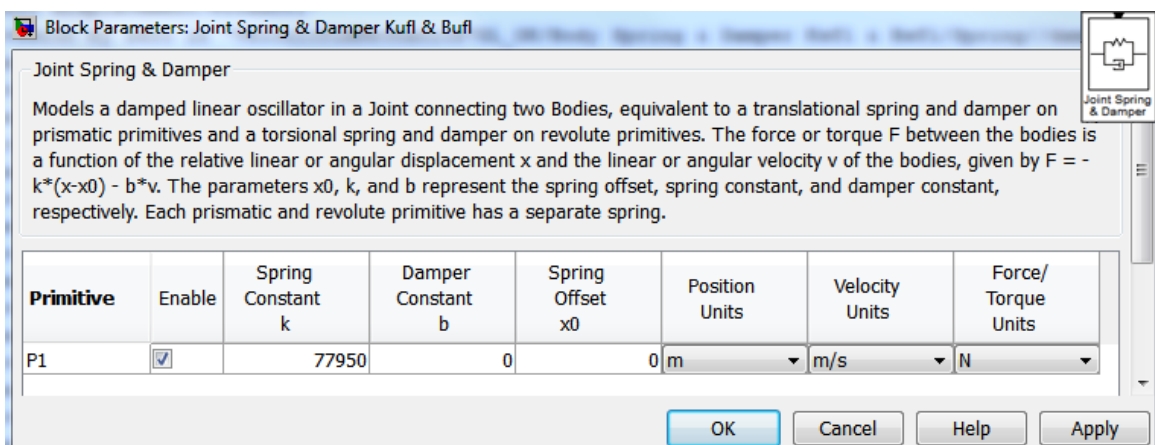 Block Parameters: Joint Spring & Damper Kufl & Bufl
Joint Spring & Damper
Joint Spring
& Damper
Models a damped linear oscillator in a Joint connecting two Bodies, equivalent to a translational spring and damper on
prismatic primitives and a torsional spring and damper on revolute primitives. The force or torque F between the bodies is
a function of the relative linear or angular displacement x and the linear or angular velocity v of the bodies, given by F = -
k*(x-x0) - b*v. The parameters x0, k, and b represent the spring offset, spring constant, and damper constant,
respectively. Each prismatic and revolute primitive has a separate spring.
Primitive Enable Spring Constant k Damper Constant b Spring Offset x0 Position Units Velocity Units Force/ Torque Units
P1 77950 0 0 m m/s N
OK Cancel Help Apply